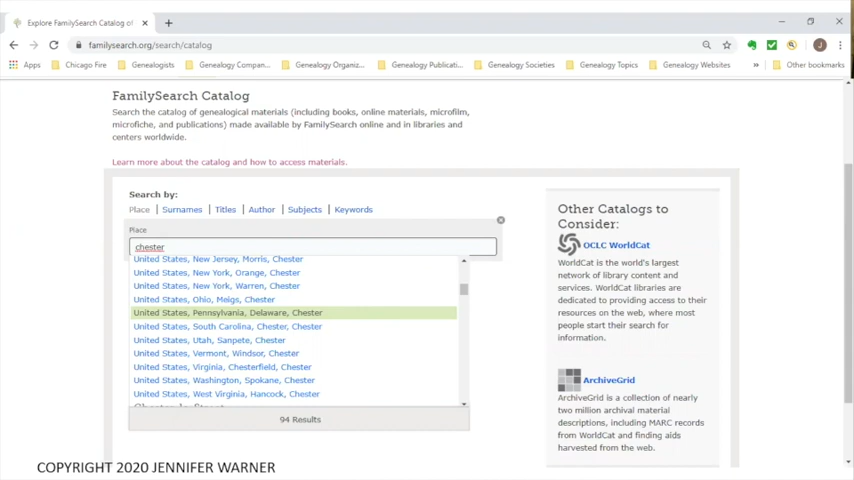 Explore FamilySearch Catalog of
familysearch.org/search/catalog
J
Apps Chicago Fire Genealogists Genealogy Compan... Genealogy Organiz... Genealogy Publicati... Genealogy Societies Genealogy Topics Genealogy Websites » Other bookmarks
FamilySearch Catalog
Search the catalog of genealogical materials (including books, online materials, microfilm,
microfiche, and publications) made available by FamilySearch online and in libraries and
centers worldwide.
Learn more about the catalog and how to access materials.
Search by:
Place | Surnames | Titles | Author | Subjects | Keywords
Place
chester
United States, New Jersey, Morris, Chester
United States, New York, Orange, Chester
United States, New York, Warren, Chester
United States, Ohio, Meigs, Chester
United States, Pennsylvania, Delaware, Chester
United States, South Carolina, Chester, Chester
United States, Utah, Sanpete, Chester
United States, Vermont, Windsor, Chester
United States, Virginia, Chesterfield, Chester
United States, Washington, Spokane, Chester
United States, West Virginia, Hancock, Chester
94 Results
Other Catalogs to
Consider:
OCLC WorldCat
WorldCat is the world's largest
network of library content and
services. WorldCat libraries are
dedicated to providing access to their
resources on the web, where most
people start their search for
information.
ArchiveGrid
ArchiveGrid is a collection of nearly
two million archival material
descriptions, including MARC records
from WorldCat and finding aids
harvested from the web.
COPYRIGHT 2020 JENNIFER WARNER